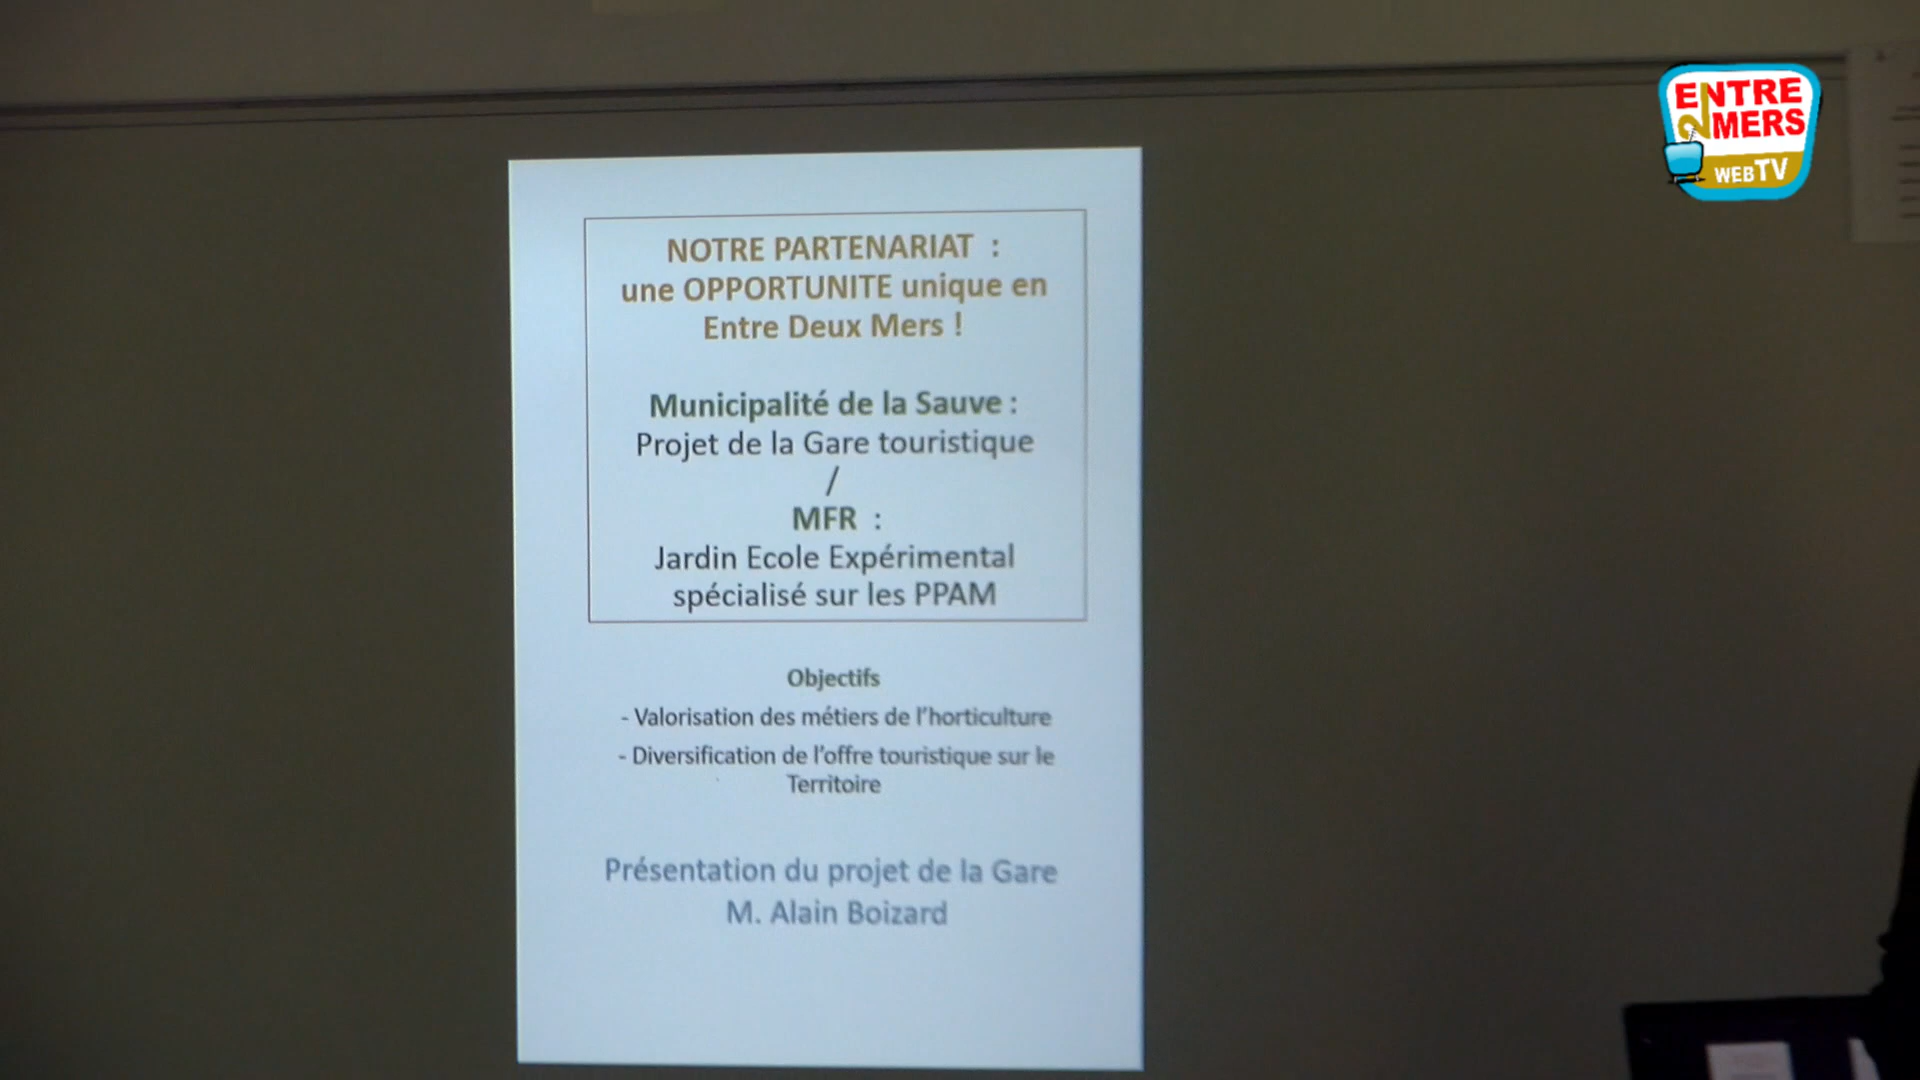 ENTRE
2
MERS
WEBTV
NOTRE PARTENARIAT :
une OPPORTUNITE unique en
Entre Deux Mers !
Municipalité de la Sauve :
Projet de la Gare touristique
/
MFR :
Jardin Ecole Expérimental
spécialisé sur les PPAM
Objectifs
- Valorisation des métiers de l'horticulture
- Diversification de l'offre touristique sur le
Territoire
Présentation du projet de la Gare
M. Alain Boizard